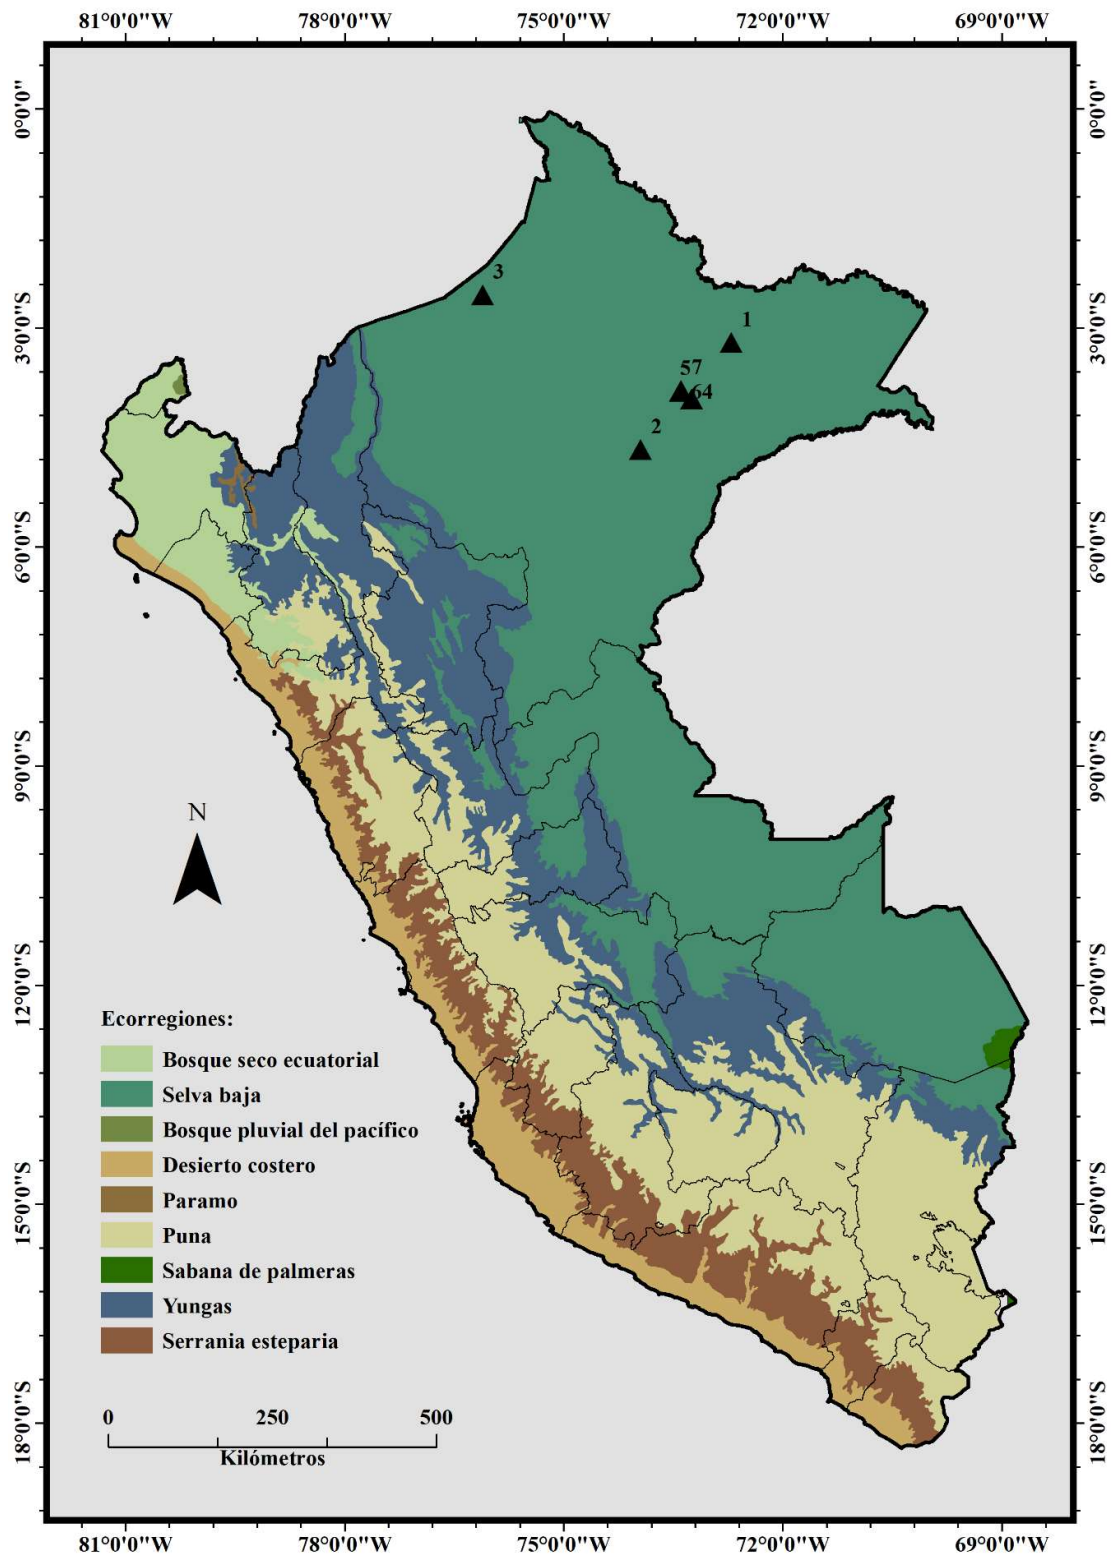 81°0'0"W 78°0'0"W 75°0'0"W 72°0'0"W 69°0'0"W
0°0'0" 0°0'0"
3
3°0'0"S 1 3°0'0"S
57
64
2
6°0'0"S 6°0'0"S
9°0'0"S 9°0'0"S
N
12°0'0"S 12°0'0"S
Ecorregiones:
Bosque seco ecuatorial
Selva baja
Bosque pluvial del pacífico
Desierto costero
Paramo
15°0'0"S 15°0'0"S
Puna
Sabana de palmeras
Yungas
Serrania esteparia
0 250 500
18°0'0"S 18°0'0"S
Kilómetros
81°0'0"W 78°0'0"W 75°0'0"W 72°0'0"W 69°0'0"W